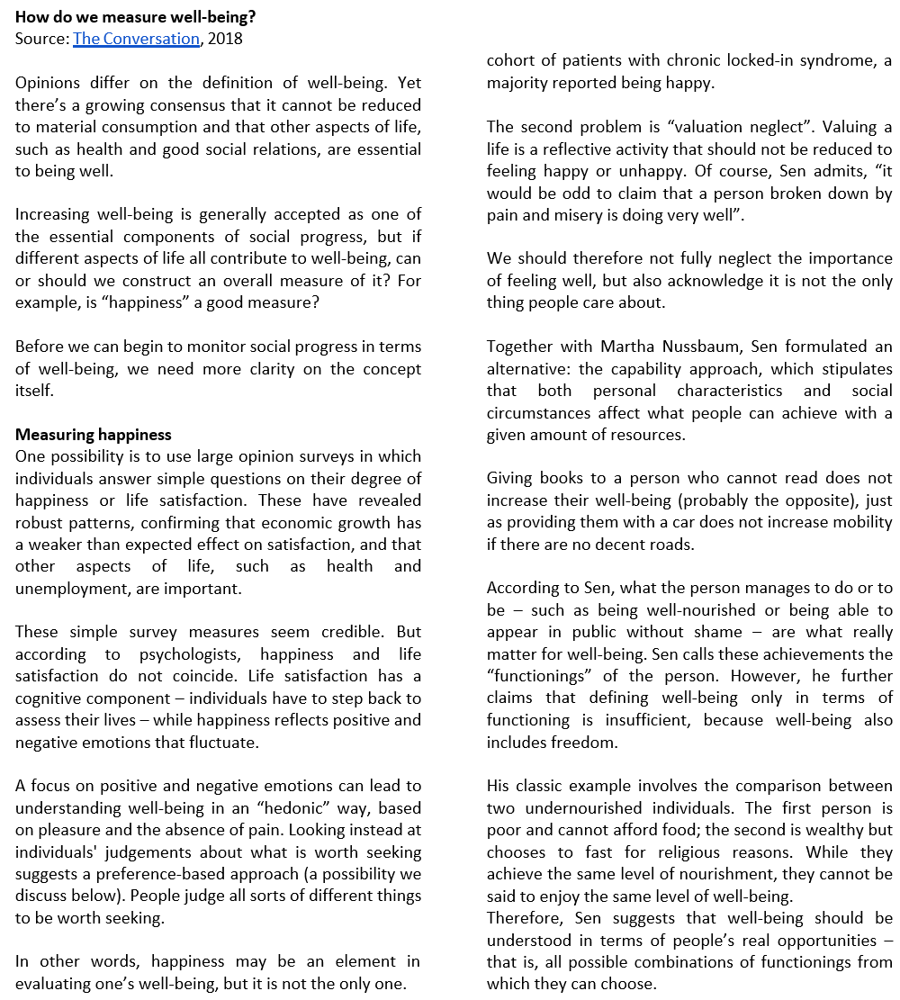 How do we measure well-being?
Source: The Conversation, 2018
Opinions differ on the definition of well-being. Yet
there's a growing consensus that it cannot be reduced
to material consumption and that other aspects of life,
such as health and good social relations, are essential
to being well.
Increasing well-being is generally accepted as one of
the essential components of social progress, but if
different aspects of life all contribute to well-being, can
or should we construct an overall measure of it? For
example, is “happiness” a good measure?
Before we can begin to monitor social progress in terms
of well-being, we need more clarity on the concept
itself.
Measuring happiness
One possibility is to use large opinion surveys in which
individuals answer simple questions on their degree of
happiness or life satisfaction. These have revealed
robust patterns, confirming that economic growth has
a weaker than expected effect on satisfaction, and that
other aspects of life, such as health and
unemployment, are important.
These simple survey measures seem credible. But
according to psychologists, happiness and life
satisfaction do not coincide. Life satisfaction has a
cognitive component – individuals have to step back to
assess their lives – while happiness reflects positive and
negative emotions that fluctuate.
A focus on positive and negative emotions can lead to
understanding well-being in an “hedonic” way, based
on pleasure and the absence of pain. Looking instead at
individuals' judgements about what is worth seeking
suggests a preference-based approach (a possibility we
discuss below). People judge all sorts of different things
to be worth seeking.
In other words, happiness may be an element in
evaluating one's well-being, but it is not the only one.
cohort of patients with chronic locked-in syndrome, a
majority reported being happy.
The second problem is “valuation neglect”. Valuing a
life is a reflective activity that should not be reduced to
feeling happy or unhappy. Of course, Sen admits, “it
would be odd to claim that a person broken down by
pain and misery is doing very well”.
We should therefore not fully neglect the importance
of feeling well, but also acknowledge it is not the only
thing people care about.
Together with Martha Nussbaum, Sen formulated an
alternative: the capability approach, which stipulates
that both personal characteristics and social
circumstances affect what people can achieve with a
given amount of resources.
Giving books to a person who cannot read does not
increase their well-being (probably the opposite), just
as providing them with a car does not increase mobility
if there are no decent roads.
According to Sen, what the person manages to do or to
be – such as being well-nourished or being able to
appear in public without shame – are what really
matter for well-being. Sen calls these achievements the
“functionings” of the person. However, he further
claims that defining well-being only in terms of
functioning is insufficient, because well-being also
includes freedom.
His classic example involves the comparison between
two undernourished individuals. The first person is
poor and cannot afford food; the second is wealthy but
chooses to fast for religious reasons. While they
achieve the same level of nourishment, they cannot be
said to enjoy the same level of well-being.
Therefore, Sen suggests that well-being should be
understood in terms of people's real opportunities –
that is, all possible combinations of functionings from
which they can choose.